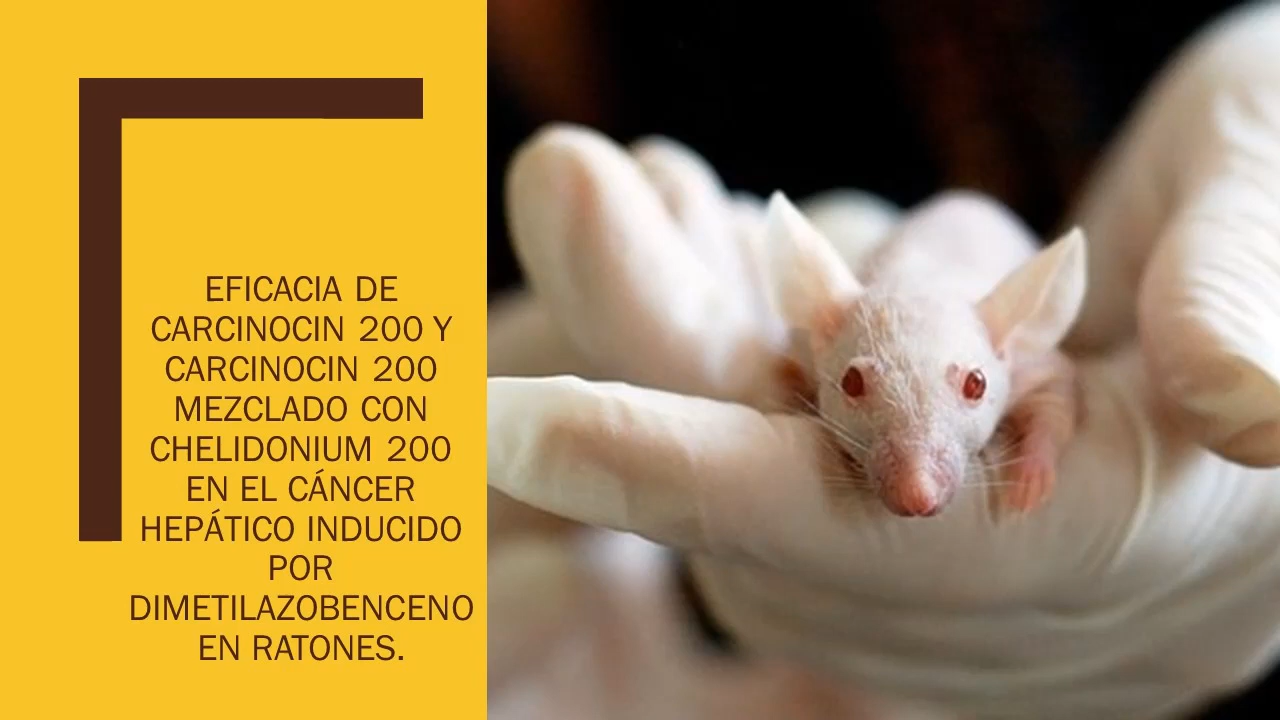 EFICACIA DE
CARCINOCIN 200 Y
CARCINOCIN 200
MEZCLADO CON
CHELIDONIUM 200
EN EL CÁNCER
HEPÁTICO INDUCIDO
POR
DIMETILAZOBENCENO
EN RATONES.